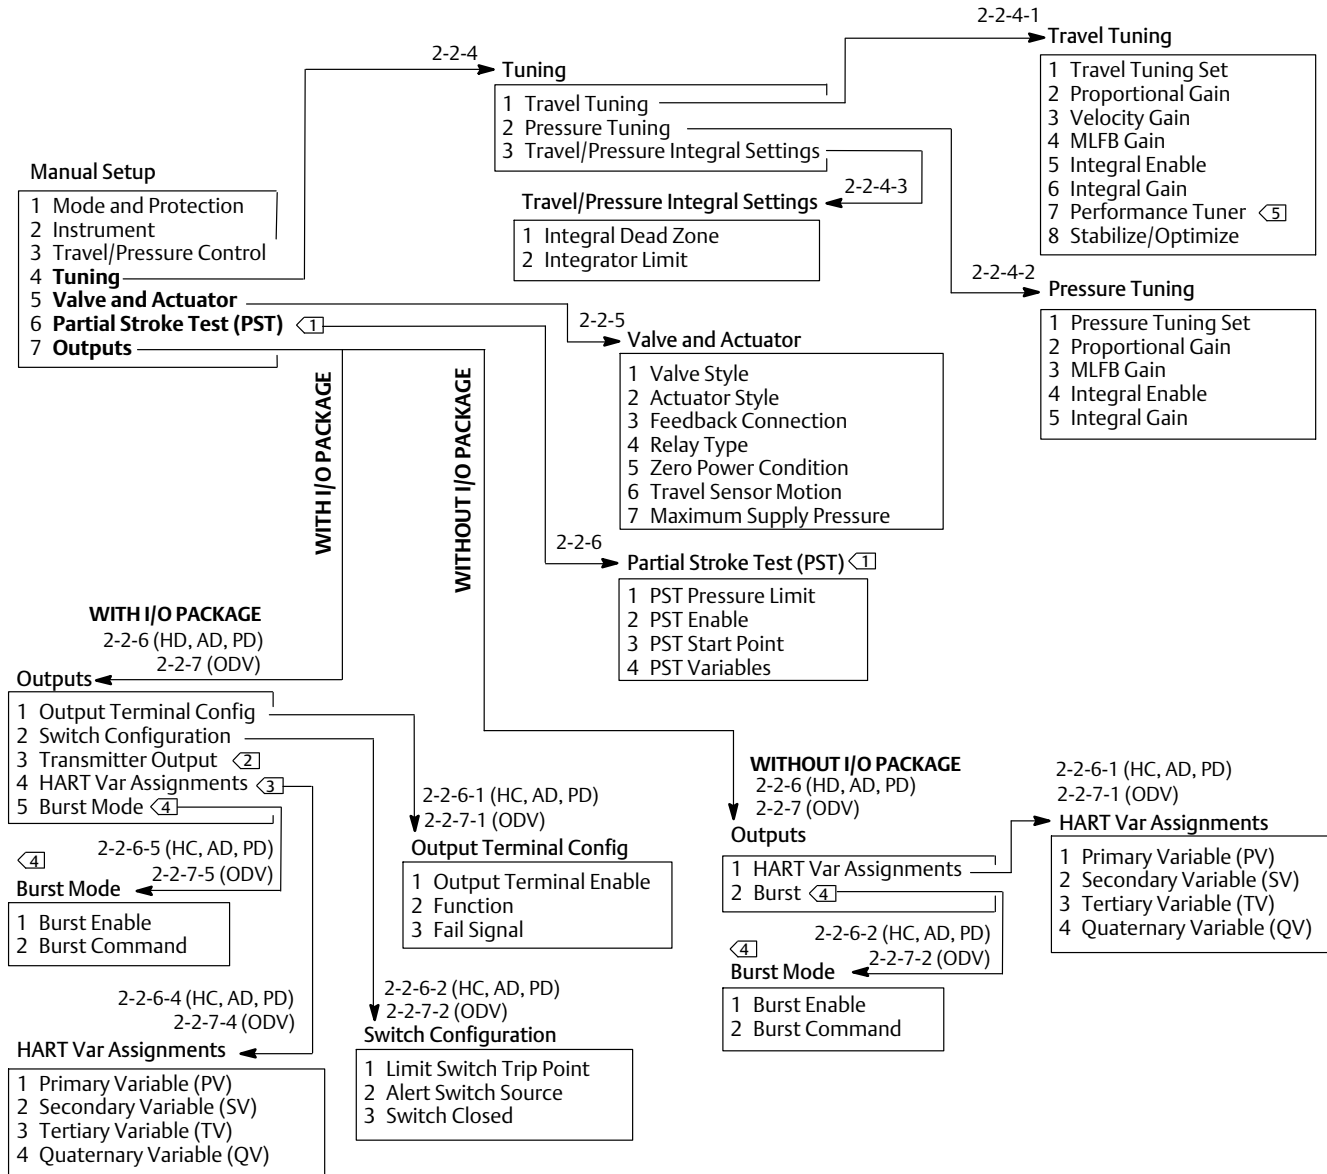 2-2-4-1
Travel Tuning
1 Travel Tuning Set
2 Proportional Gain
3 Velocity Gain
4 MLFB Gain
5 Integral Enable
6 Integral Gain
7 Performance Tuner 5
8 Stabilize/Optimize
2-2-4
Tuning
1 Travel Tuning
2 Pressure Tuning
3 Travel/Pressure Integral Settings
2-2-4-3
Travel/Pressure Integral Settings
1 Integral Dead Zone
2 Integrator Limit
Manual Setup
1 Mode and Protection
2 Instrument
3 Travel/Pressure Control
4 Tuning
5 Valve and Actuator
6 Partial Stroke Test (PST) 1
7 Outputs
2-2-4-2
Pressure Tuning
1 Pressure Tuning Set
2 Proportional Gain
3 MLFB Gain
4 Integral Enable
5 Integral Gain
2-2-5
Valve and Actuator
1 Valve Style
2 Actuator Style
3 Feedback Connection
4 Relay Type
5 Zero Power Condition
6 Travel Sensor Motion
7 Maximum Supply Pressure
WITH I/O PACKAGE
WITHOUT I/O PACKAGE
2-2-6
Partial Stroke Test (PST) 1
1 PST Pressure Limit
2 PST Enable
3 PST Start Point
4 PST Variables
WITH I/O PACKAGE
2-2-6 (HD, AD, PD)
2-2-7 (ODV)
Outputs
1 Output Terminal Config
2 Switch Configuration
3 Transmitter Output 2
4 HART Var Assignments 3
5 Burst Mode 4
4
2-2-6-5 (HC, AD, PD)
2-2-7-5 (ODV)
Burst Mode
1 Burst Enable
2 Burst Command
2-2-6-4 (HC, AD, PD)
2-2-7-4 (ODV)
HART Var Assignments
1 Primary Variable (PV)
2 Secondary Variable (SV)
3 Tertiary Variable (TV)
4 Quaternary Variable (QV)
2-2-6-1 (HC, AD, PD)
2-2-7-1 (ODV)
Output Terminal Config
1 Output Terminal Enable
2 Function
3 Fail Signal
2-2-6-2 (HC, AD, PD)
2-2-7-2 (ODV)
Switch Configuration
1 Limit Switch Trip Point
2 Alert Switch Source
3 Switch Closed
WITHOUT I/O PACKAGE
2-2-6 (HD, AD, PD)
2-2-7 (ODV)
Outputs
1 HART Var Assignments
2 Burst 4
4
2-2-6-2 (HC, AD, PD)
2-2-7-2 (ODV)
Burst Mode
1 Burst Enable
2 Burst Command
2-2-6-1 (HC, AD, PD)
2-2-7-1 (ODV)
HART Var Assignments
1 Primary Variable (PV)
2 Secondary Variable (SV)
3 Tertiary Variable (TV)
4 Quaternary Variable (QV)